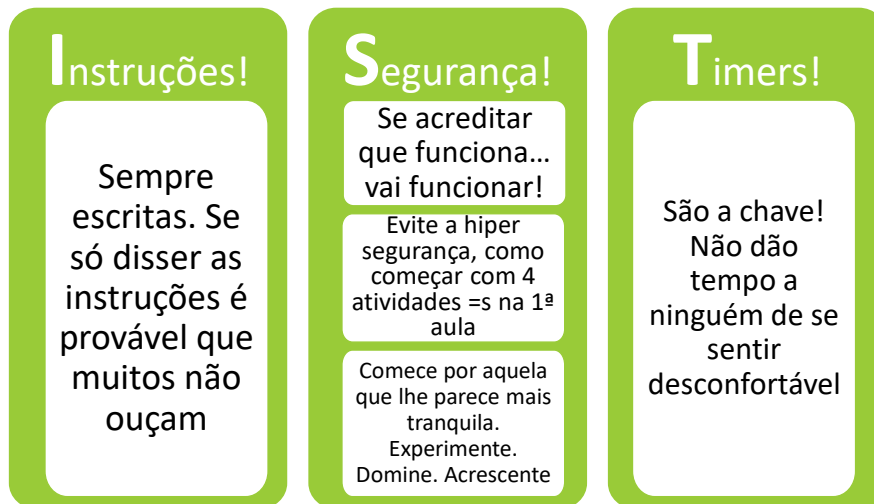 Instruções!
Sempre
escritas. Se
só disser as
instruções é
provável que
muitos não
ouçam
Segurança!
Se acreditar
que funciona...
vai funcionar!
Evite a hiper
segurança, como
começar com 4
atividades =s na 1ª
aula
Comece por aquela
que lhe parece mais
tranquila.
Experimente.
Domine. Acrescente
Timers!
São a chave!
Não dão
tempo a
ninguém de se
sentir
desconfortável